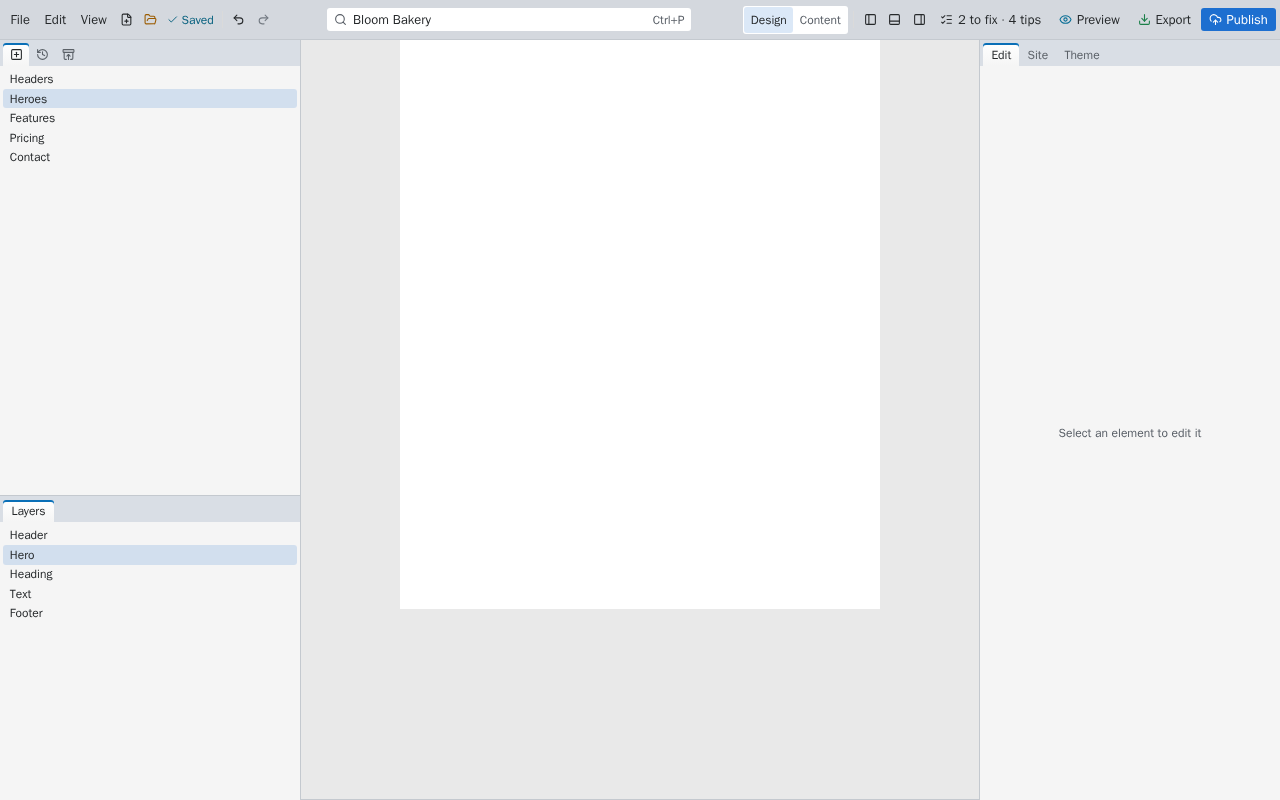 File Edit View Saved Bloom Bakery Ctrl+P Design Content 2 to fix · 4 tips Preview Export Publish
Headers
Heroes
Features
Pricing
Contact
Layers
Header
Hero
Heading
Text
Footer
Edit Site Theme
Select an element to edit it